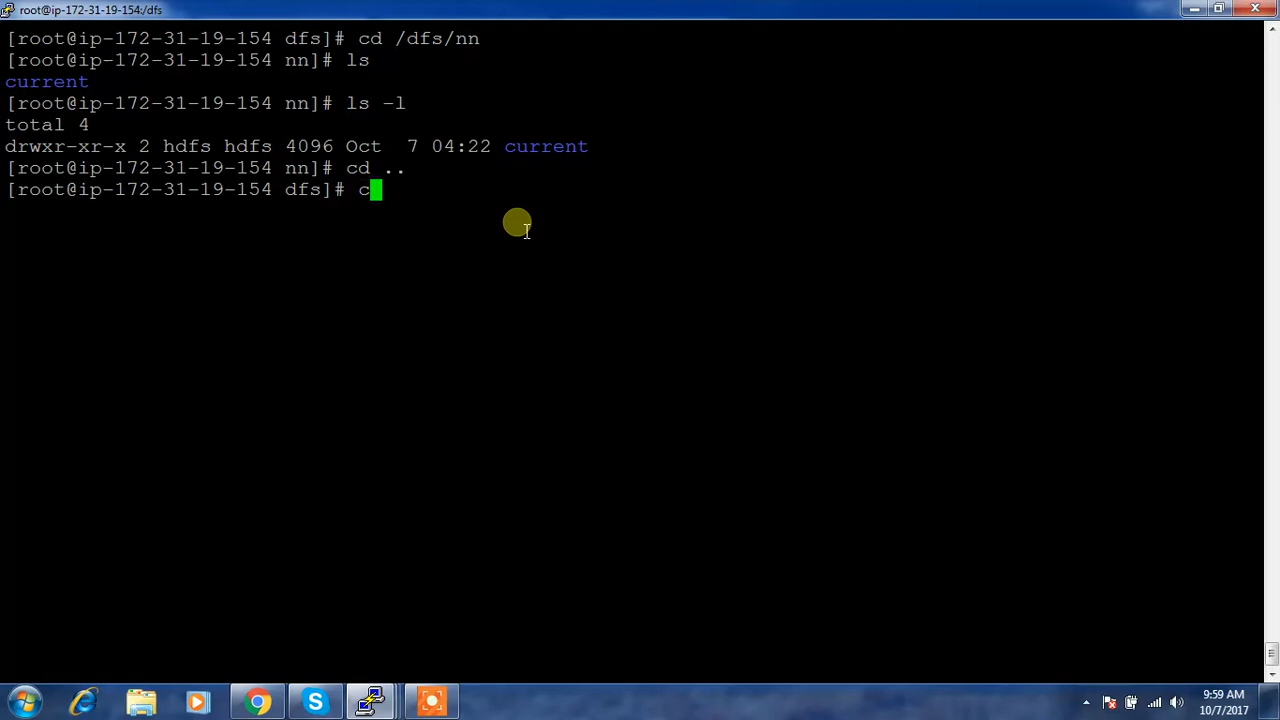 root@ip-172-31-19-154:/dfs
[root@ip-172-31-19-154 dfs]# cd /dfs/nn
[root@ip-172-31-19-154 nn]# ls
current
[root@ip-172-31-19-154 nn]# ls -l
total 4
drwxr-xr-x 2 hdfs hdfs 4096 Oct  7 04:22 current
[root@ip-172-31-19-154 nn]# cd ..
[root@ip-172-31-19-154 dfs]# c
9:59 AM
10/7/2017